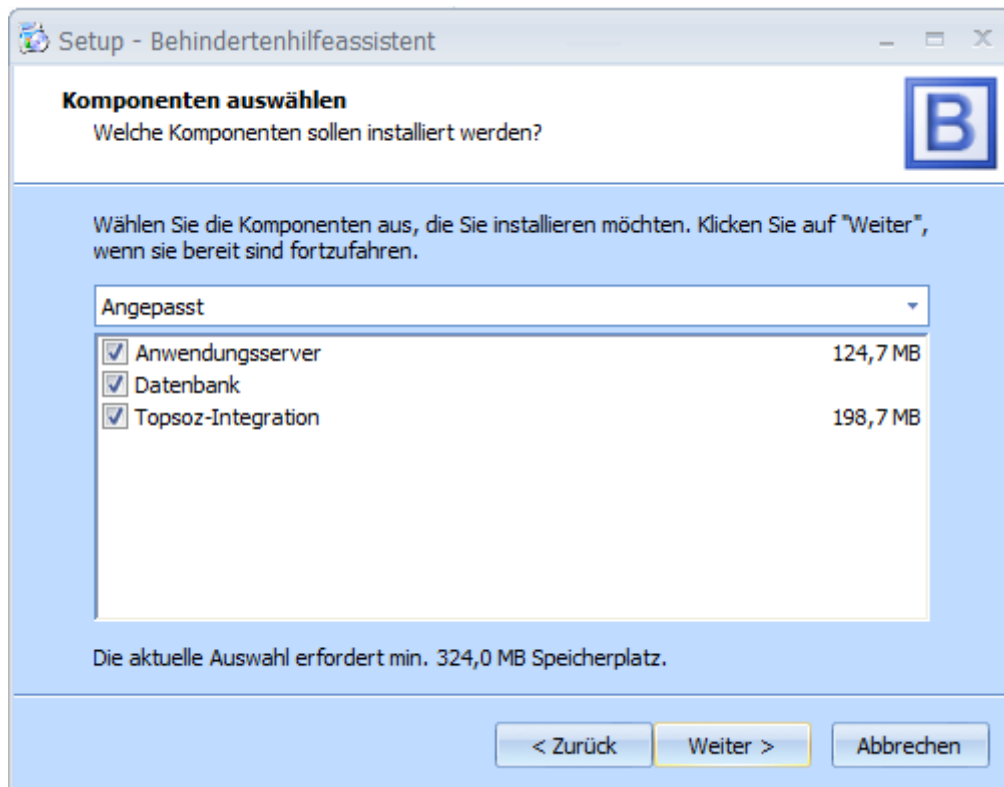 Setup - Behindertenhilfeassistent
Komponenten auswählen
Welche Komponenten sollen installiert werden?
B
Wählen Sie die Komponenten aus, die Sie installieren möchten. Klicken Sie auf "Weiter",
wenn sie bereit sind fortzufahren.
Angepasst
Anwendungsserver 124,7 MB
Datenbank
Topsoz-Integration 198,7 MB
Die aktuelle Auswahl erfordert min. 324,0 MB Speicherplatz.
< Zurück Weiter > Abbrechen